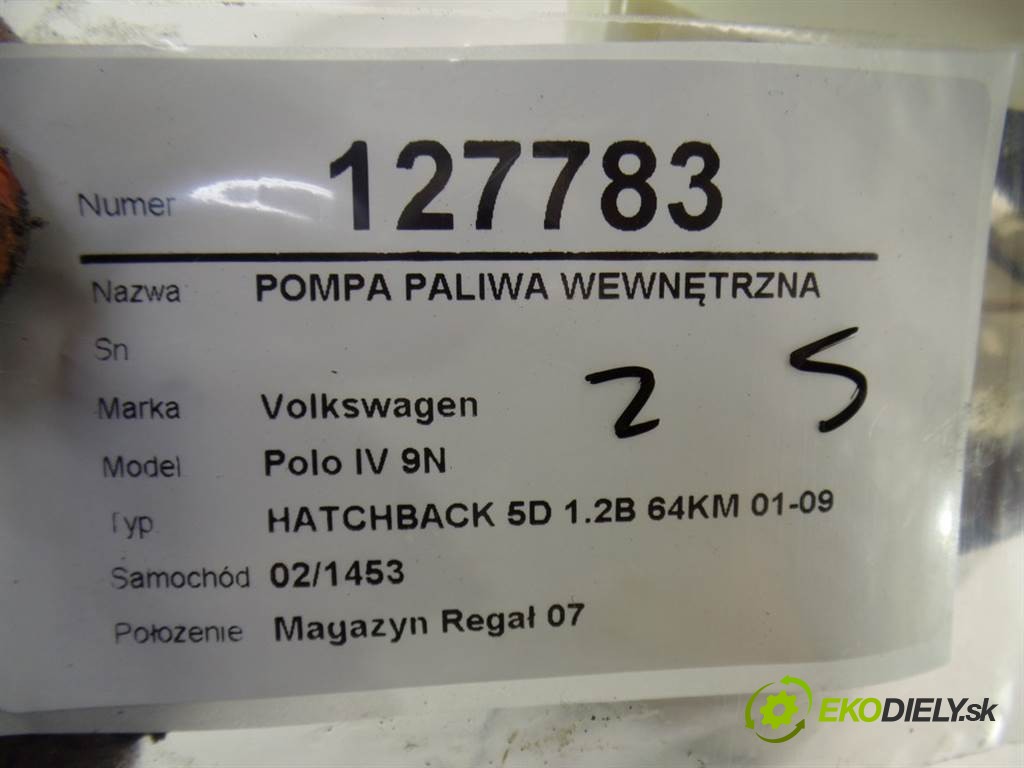 Numer 127783
Nazwa POMPA PALIWA WEWNĘTRZNA
Sn
Marka Volkswagen 2 5
Model Polo IV 9N
Typ HATCHBACK 5D 1.2B 64KM 01-09
Samochód 02/1453
Położenie Magazyn Regał 07
EKODIELY.sk